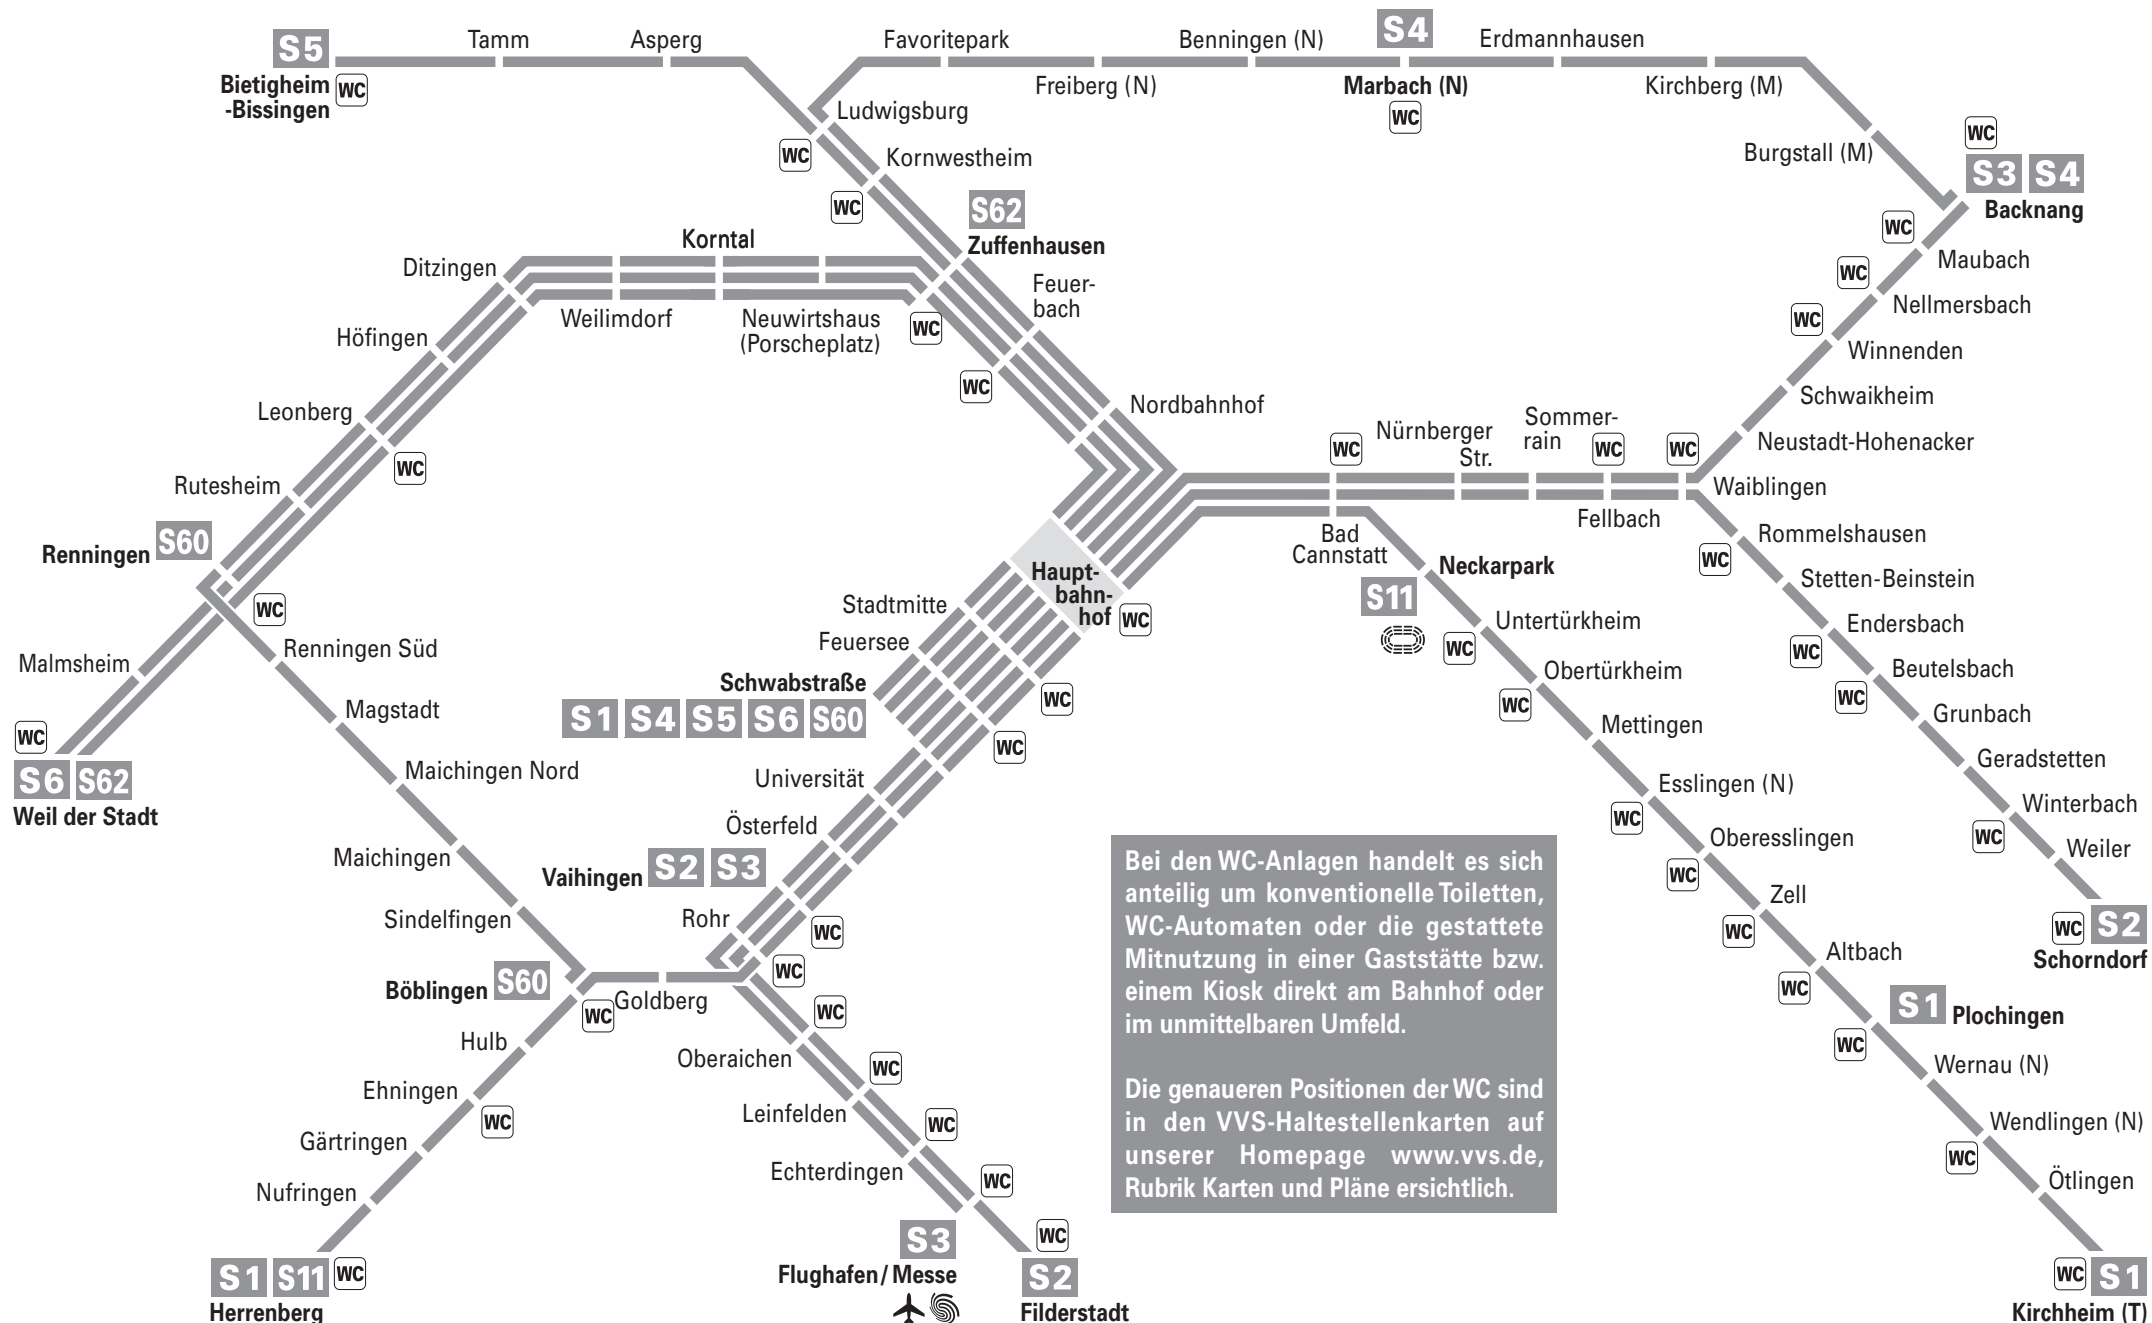 S5
Tamm
Asperg
Favoritepark
Benningen (N)
S4
Erdmannhausen
Bietigheim
-Bissingen
WC
Freiberg (N)
Marbach (N)
WC
Kirchberg (M)
Ludwigsburg
WC
Kornwestheim
WC
Burgstall (M)
WC
S3 S4
Backnang
S62
Zuffenhausen
WC
Korntal
Ditzingen
Weilimdorf
Neuwirtshaus
(Porscheplatz)
Feuer-
bach
WC
Höfingen
Leonberg
WC
Rutesheim
Renningen
S60
WC
Nordbahnhof
WC
Maubach
WC
Nellmersbach
WC
Winnenden
Schwaikheim
Neustadt-Hohenacker
WC
Nürnberger
Str.
Sommer-
rain
WC
WC
Waiblingen
Bad
Cannstatt
Fellbach
Rommelshausen
WC
Stetten-Beinstein
Endersbach
WC
Beutelsbach
WC
Grunbach
Geradstetten
Winterbach
WC
Weiler
WC
S2
Schorndorf
Neckarpark
S11
Untertürkheim
WC
Obertürkheim
WC
Mettingen
Esslingen (N)
WC
Oberesslingen
WC
Zell
WC
Altbach
WC
S1
Plochingen
WC
Wernau (N)
Wendlingen (N)
WC
Ötlingen
WC
S1
Kirchheim (T)
Haupt-
bahn-
hof
WC
Stadtmitte
Feuersee
WC
Schwabstraße
S1 S4 S5 S6 S60
WC
Universität
Österfeld
Vaihingen
S2 S3
WC
Rohr
WC
Renningen Süd
Malmsheim
WC
S6 S62
Weil der Stadt
Magstadt
Maichingen Nord
Maichingen
Sindelfingen
Böblingen
S60
WC
Goldberg
Hulb
Ehningen
WC
Gärtringen
Nufringen
S1 S11
WC
Herrenberg
WC
Oberaichen
WC
Leinfelden
WC
Echterdingen
WC
S3
Flughafen/Messe
WC
S2
Filderstadt
Bei den WC-Anlagen handelt es sich
anteilig um konventionelle Toiletten,
WC-Automaten oder die gestattete
Mitnutzung in einer Gaststätte bzw.
einem Kiosk direkt am Bahnhof oder
im unmittelbaren Umfeld.
Die genaueren Positionen der WC sind
in den VVS-Haltestellenkarten auf
unserer Homepage www.vvs.de,
Rubrik Karten und Pläne ersichtlich.